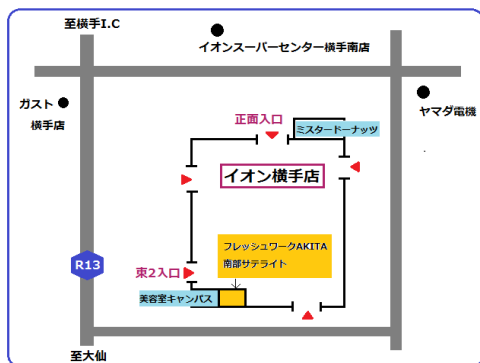 至横手I.C
イオンスーパーセンター横手南店
ガスト
横手店
ヤマダ電機
正面入口
ミスタードーナッツ
イオン横手店
フレッシュワークAKITA
南部サテライト
R13
東2入口
美容室キャンバス
至大仙